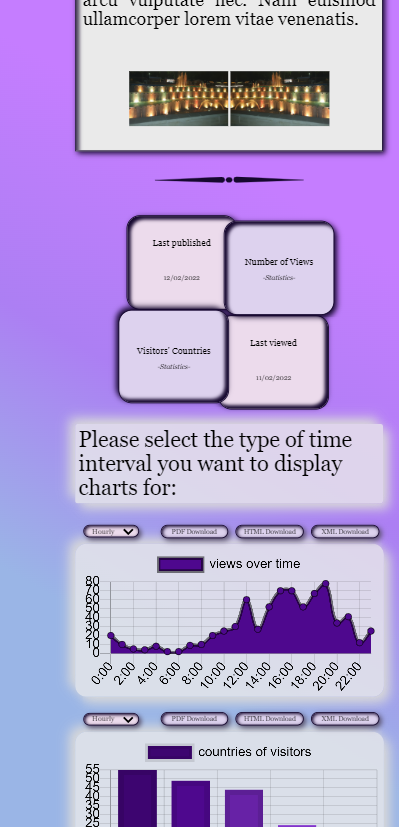 arcu vulputate nec. Nam euismod
ullamcorper lorem vitae venenatis.
Last published
12/02/2022
Number of Views
-Statistics-
Visitors' Countries
-Statistics-
Last viewed
11/02/2022
Please select the type of time
interval you want to display
charts for:
Hourly PDF Download HTML Download XML Download
views over time
80
70
60
50
40
30
20
10
0
0:00 2:00 4:00 6:00 8:00 10:00 12:00 14:00 16:00 18:00 20:00 22:00
Hourly PDF Download HTML Download XML Download
countries of visitors
55
50
45
40
35
30
25